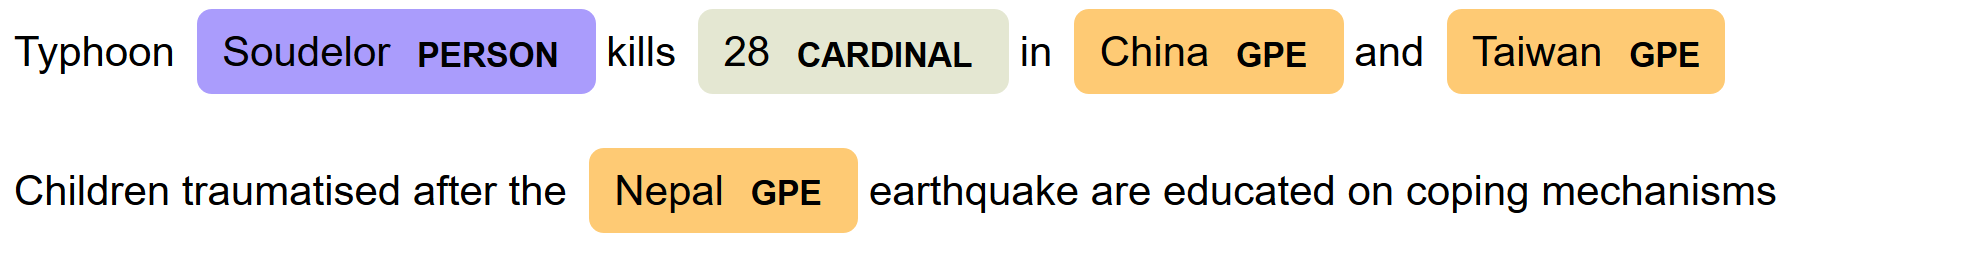 Typhoon Soudelor PERSON kills 28 CARDINAL in China GPE and Taiwan GPE
Children traumatised after the Nepal GPE earthquake are educated on coping mechanisms